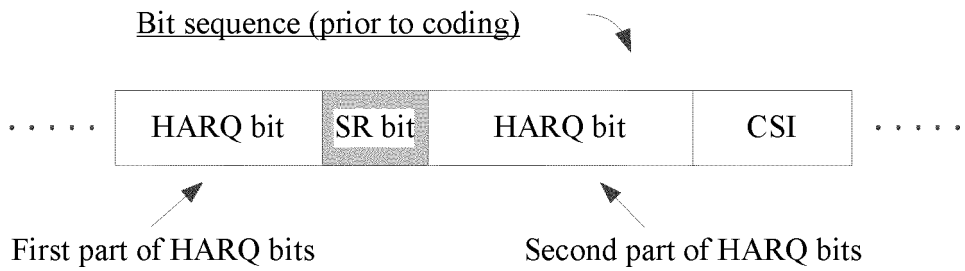 Bit sequence (prior to coding)
HARQ bit SR bit HARQ bit CSI
First part of HARQ bits Second part of HARQ bits